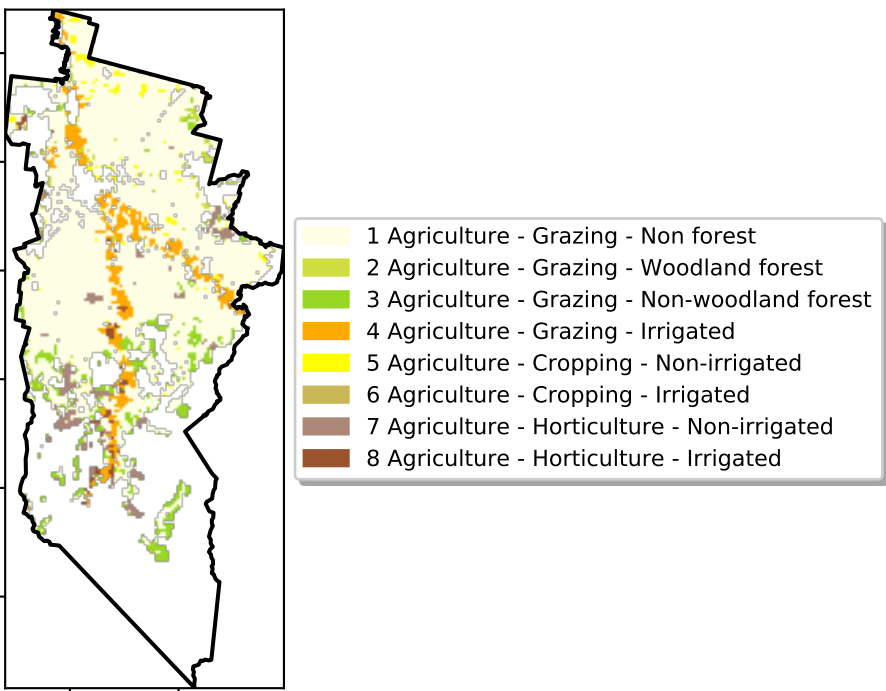 1 Agriculture - Grazing - Non forest
2 Agriculture - Grazing - Woodland forest
3 Agriculture - Grazing - Non-woodland forest
4 Agriculture - Grazing - Irrigated
5 Agriculture - Cropping - Non-irrigated
6 Agriculture - Cropping - Irrigated
7 Agriculture - Horticulture - Non-irrigated
8 Agriculture - Horticulture - Irrigated